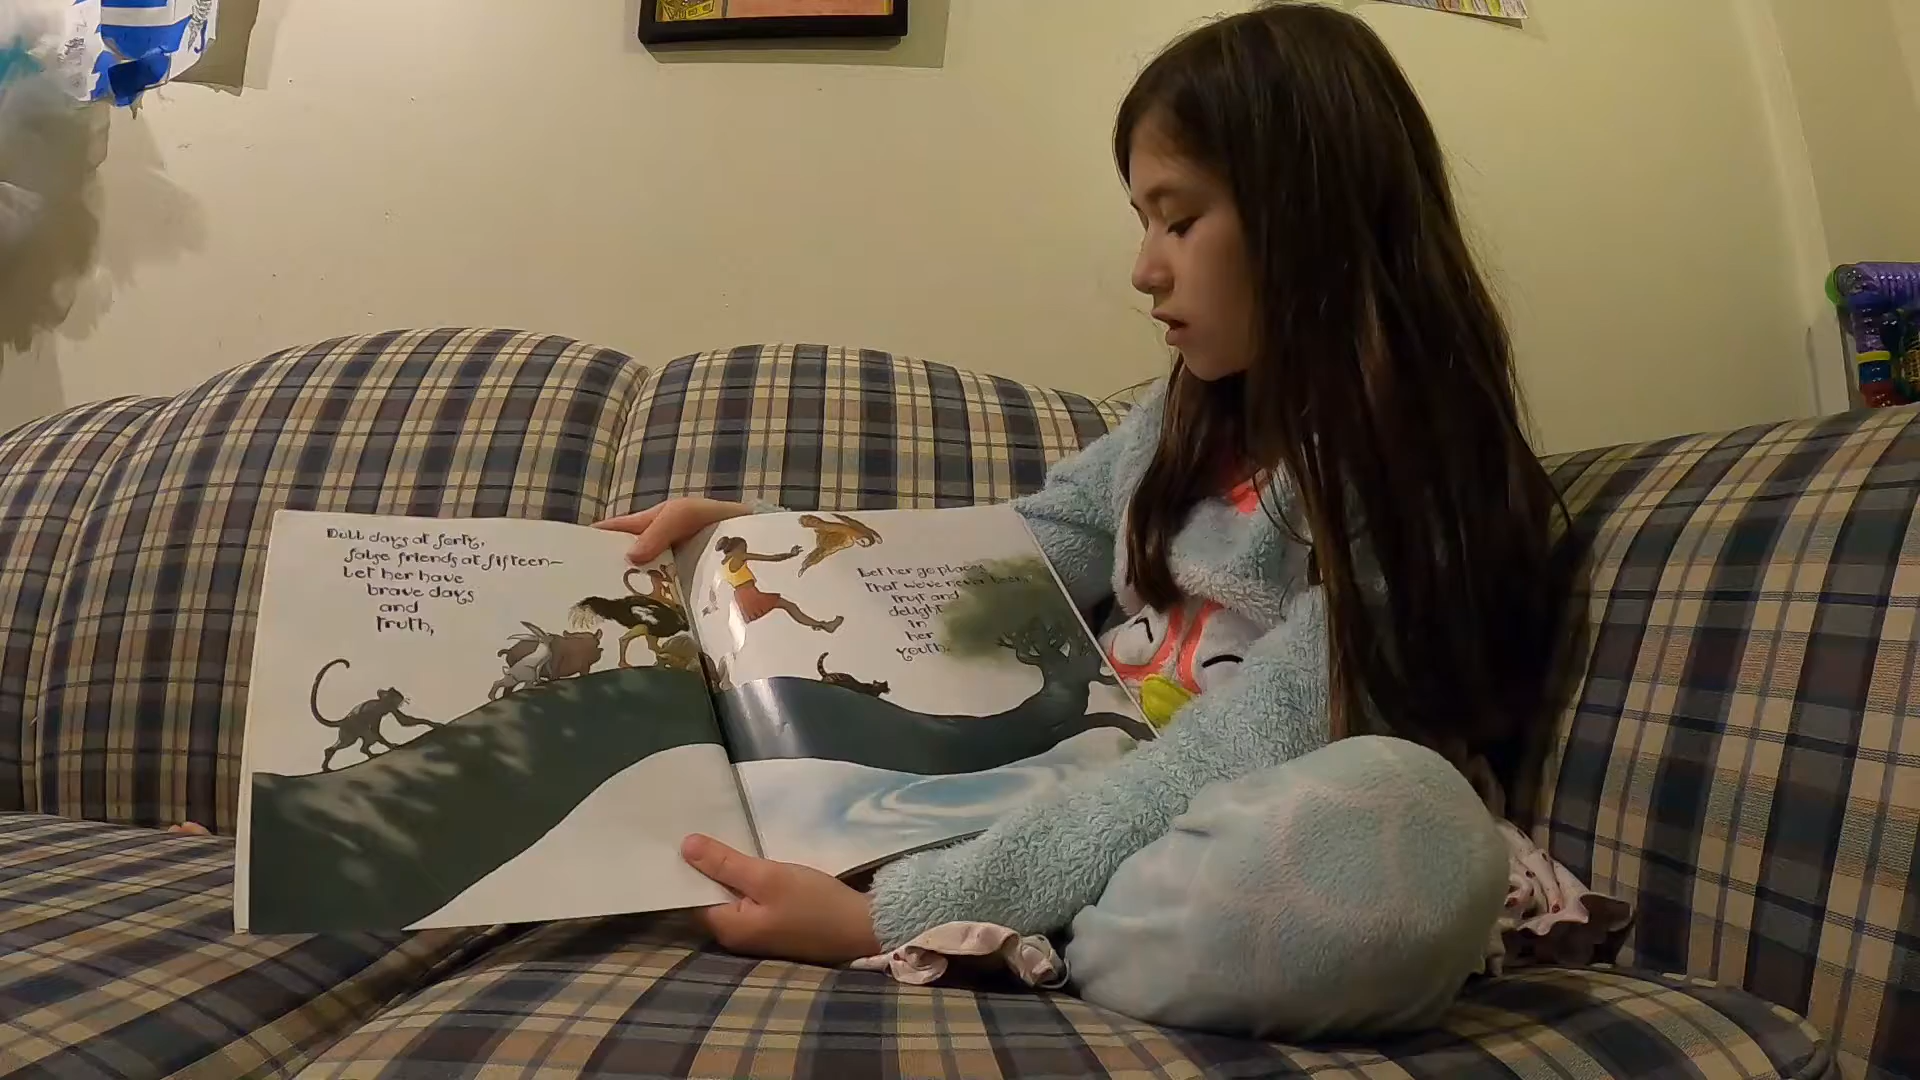 Dull days at forty,
false friends at fifteen—
let her have
brave days
and
truth,
Let her go places
that we've never been,
trust and
delight
in
her
youth.